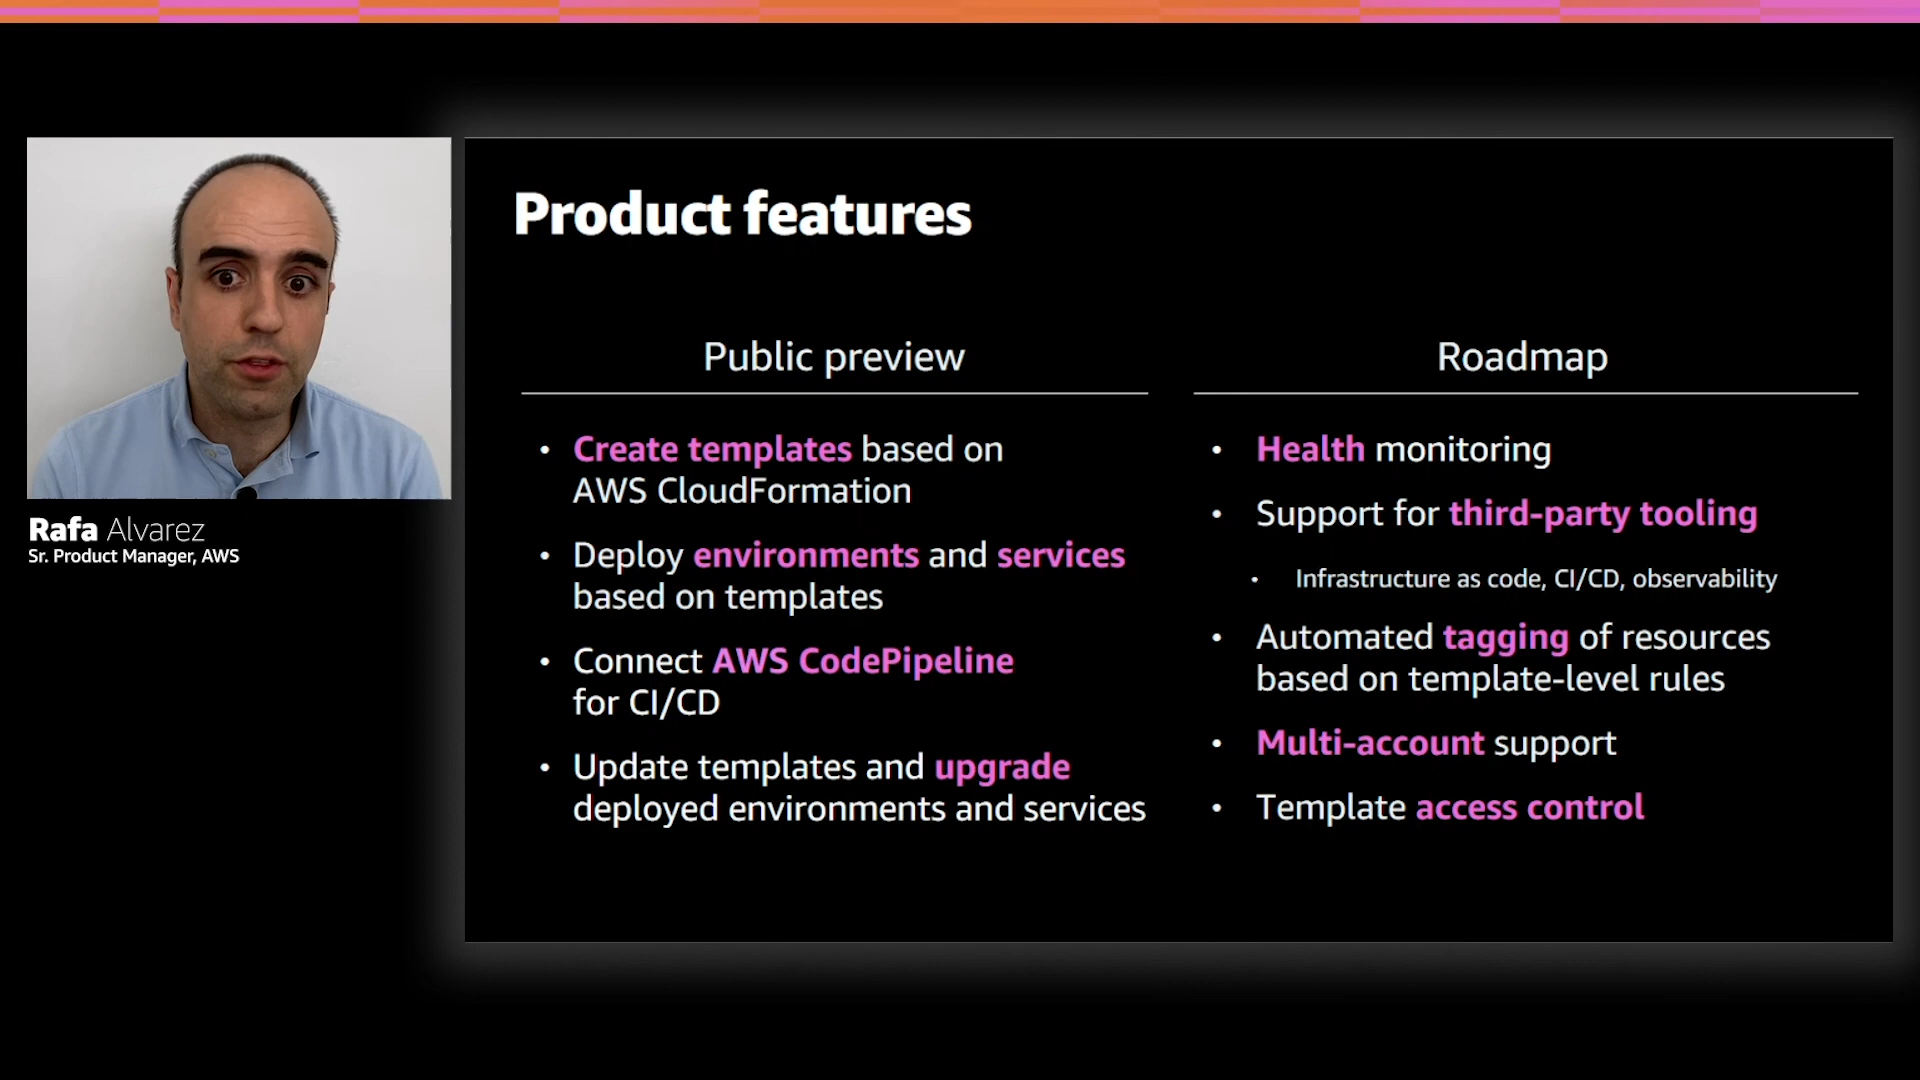 Product features
Public preview
• Create templates based on
AWS CloudFormation
• Deploy environments and services
based on templates
• Connect AWS CodePipeline
for CI/CD
• Update templates and upgrade
deployed environments and services
Roadmap
• Health monitoring
• Support for third-party tooling
• Infrastructure as code, CI/CD, observability
• Automated tagging of resources
based on template-level rules
• Multi-account support
• Template access control
Rafa Alvarez
Sr. Product Manager, AWS